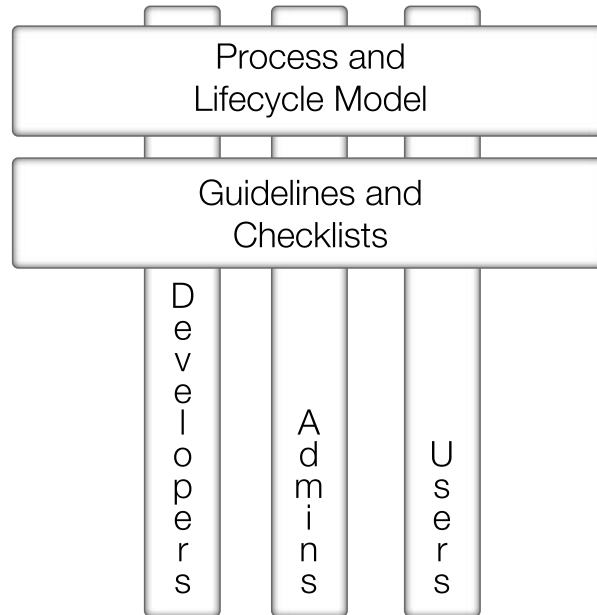 Process and
Lifecycle Model
Guidelines and
Checklists
Developers
Admins
Users